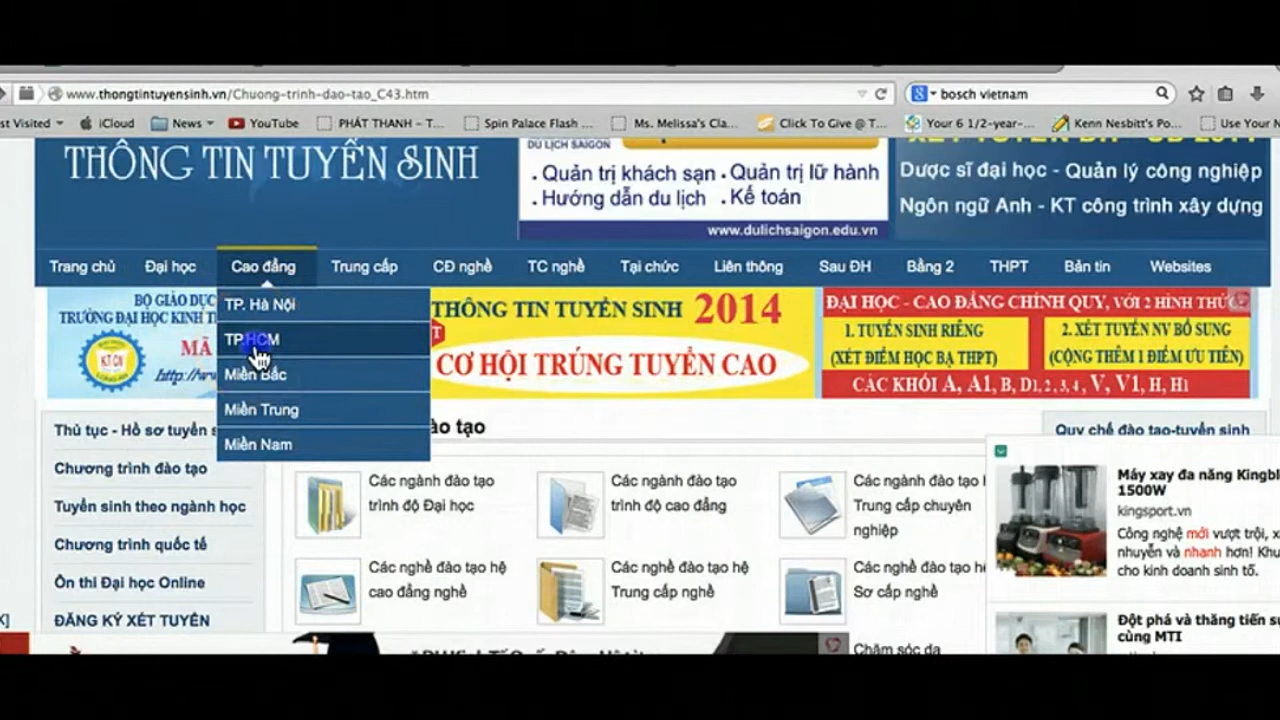 www.thongtintuyensinh.vn/Chuong-trinh-dao-tao_C43.htm
bosch vietnam
st Visited
iCloud
News
YouTube
PHÁT THANH – T...
Spin Palace Flash ...
Ms. Melissa's Cla...
Click To Give @ T...
Your 6 1/2-year-...
Kenn Nesbitt's Po...
Use Your N
THÔNG TIN TUYỂN SINH
DU LỊCH SAIGON
. Quản trị khách sạn . Quản trị lữ hành
. Hướng dẫn du lịch . Kế toán
www.dulichsaigon.edu.vn
Dược sĩ đại học - Quản lý công nghiệp
Ngôn ngữ Anh - KT công trình xây dựng
Trang chủ
Đại học
Cao đẳng
Trung cấp
CĐ nghề
TC nghề
Tại chức
Liên thông
Sau ĐH
Bằng 2
THPT
Bản tin
Websites
TP. Hà Nội
TP.HCM
Miền Bắc
Miền Trung
Miền Nam
BỘ GIÁO DỤC
TRƯỜNG ĐẠI HỌC KINH T
KTCN
MÃ
http://w
THÔNG TIN TUYỂN SINH 2014
CƠ HỘI TRÚNG TUYỂN CAO
ĐẠI HỌC - CAO ĐẲNG CHÍNH QUY, VỚI 2 HÌNH THỨC
1. TUYỂN SINH RIÊNG
(XÉT ĐIỂM HỌC BẠ THPT)
2. XÉT TUYỂN NV BỔ SUNG
(CỘNG THÊM 1 ĐIỂM ƯU TIÊN)
CÁC KHỐI A, A1, B, D1,2,3,4, V, V1, H, H1
Thủ tục - Hồ sơ tuyển s
Chương trình đào tạo
Tuyển sinh theo ngành học
Chương trình quốc tế
Ôn thi Đại học Online
ĐĂNG KÝ XÉT TUYỂN
ào tạo
Các ngành đào tạo
trình độ Đại học
Các ngành đào tạo
trình độ cao đẳng
Các ngành đào tạo
Trung cấp chuyên
nghiệp
Các nghề đào tạo hệ
cao đẳng nghề
Các nghề đào tạo hệ
Trung cấp nghề
Các nghề đào tạo hệ
Sơ cấp nghề
Quy chế đào tạo-tuyển sinh
Máy xay đa năng Kingbl
1500W
kingsport.vn
Công nghệ mới vượt trội, x
nhuyễn và nhanh hơn! Khu
cho kinh doanh sinh tố.
Đột phá và thăng tiến sụ
cùng MTI
X]
Chăm sóc da